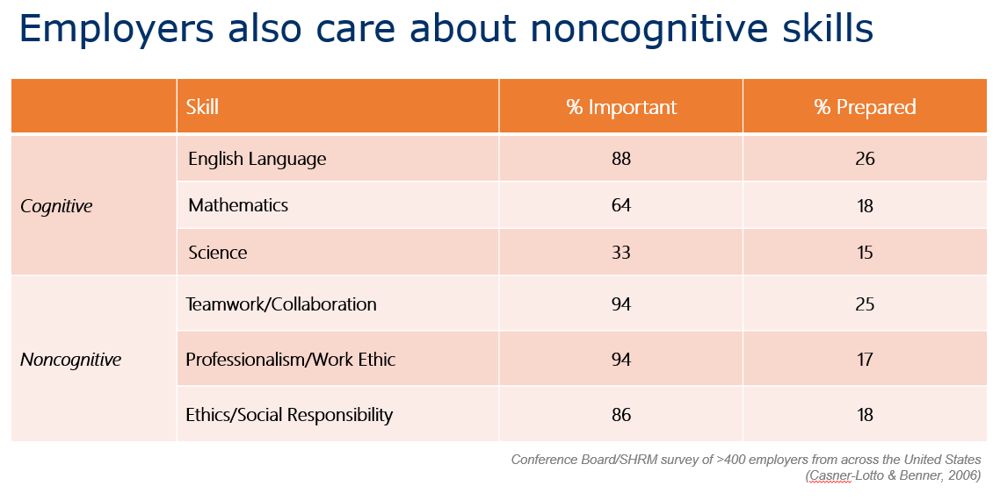 Employers also care about noncognitive skills
Skill % Important % Prepared
English Language 88 26
Cognitive Mathematics 64 18
Science 33 15
Teamwork/Collaboration 94 25
Noncognitive Professionalism/Work Ethic 94 17
Ethics/Social Responsibility 86 18
Conference Board/SHRM survey of >400 employers from across the United States
(Casner-Lotto & Benner, 2006)